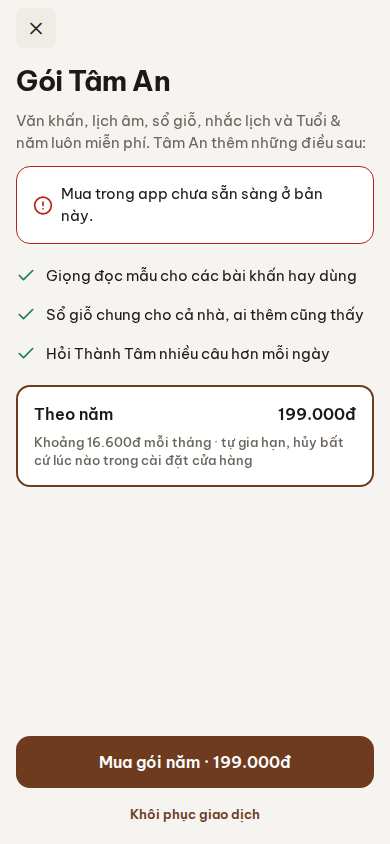 Gói Tâm An
Văn khấn, lịch âm, sổ giỗ, nhắc lịch và Tuổi &
năm luôn miễn phí. Tâm An thêm những điều sau:
Mua trong app chưa sẵn sàng ở bản
này.
Giọng đọc mẫu cho các bài khấn hay dùng
Sổ giỗ chung cho cả nhà, ai thêm cũng thấy
Hỏi Thành Tâm nhiều câu hơn mỗi ngày
Theo năm 199.000đ
Khoảng 16.600đ mỗi tháng · tự gia hạn, hủy bất
cứ lúc nào trong cài đặt cửa hàng
Mua gói năm · 199.000đ
Khôi phục giao dịch